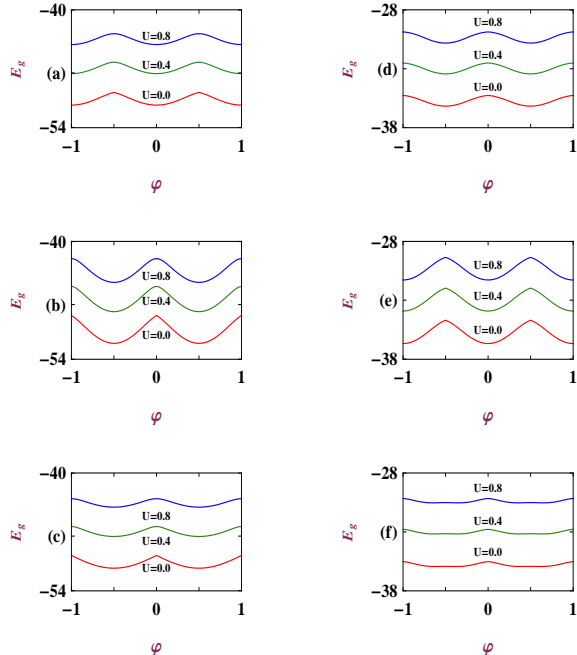 −40
E_g
(a)
U=0.8
U=0.4
U=0.0
−54
−1
0
1
φ
−28
E_g
(d)
U=0.8
U=0.4
U=0.0
−38
−1
0
1
φ
−40
E_g
(b)
U=0.8
U=0.4
U=0.0
−54
−1
0
1
φ
−28
E_g
(e)
U=0.8
U=0.4
U=0.0
−38
−1
0
1
φ
−40
E_g
(c)
U=0.8
U=0.4
U=0.0
−54
−1
0
1
φ
−28
E_g
(f)
U=0.8
U=0.4
U=0.0
−38
−1
0
1
φ